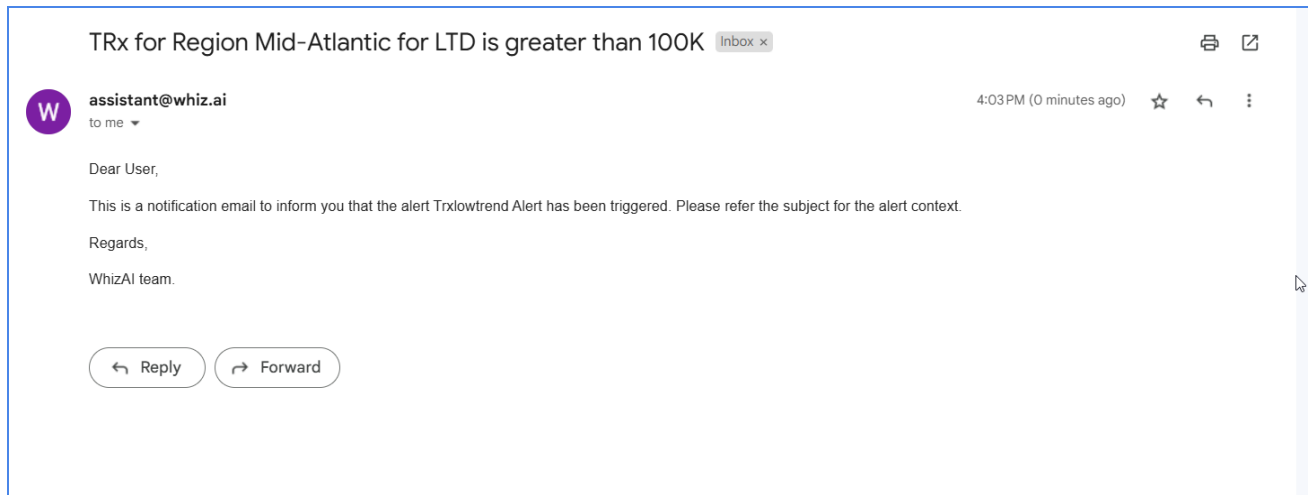 TRx for Region Mid-Atlantic for LTD is greater than 100K Inbox ×
W
assistant@whiz.ai 4:03 PM (0 minutes ago)
to me
Dear User,
This is a notification email to inform you that the alert Trxlowtrend Alert has been triggered. Please refer the subject for the alert context.
Regards,
WhizAI team.
Reply Forward